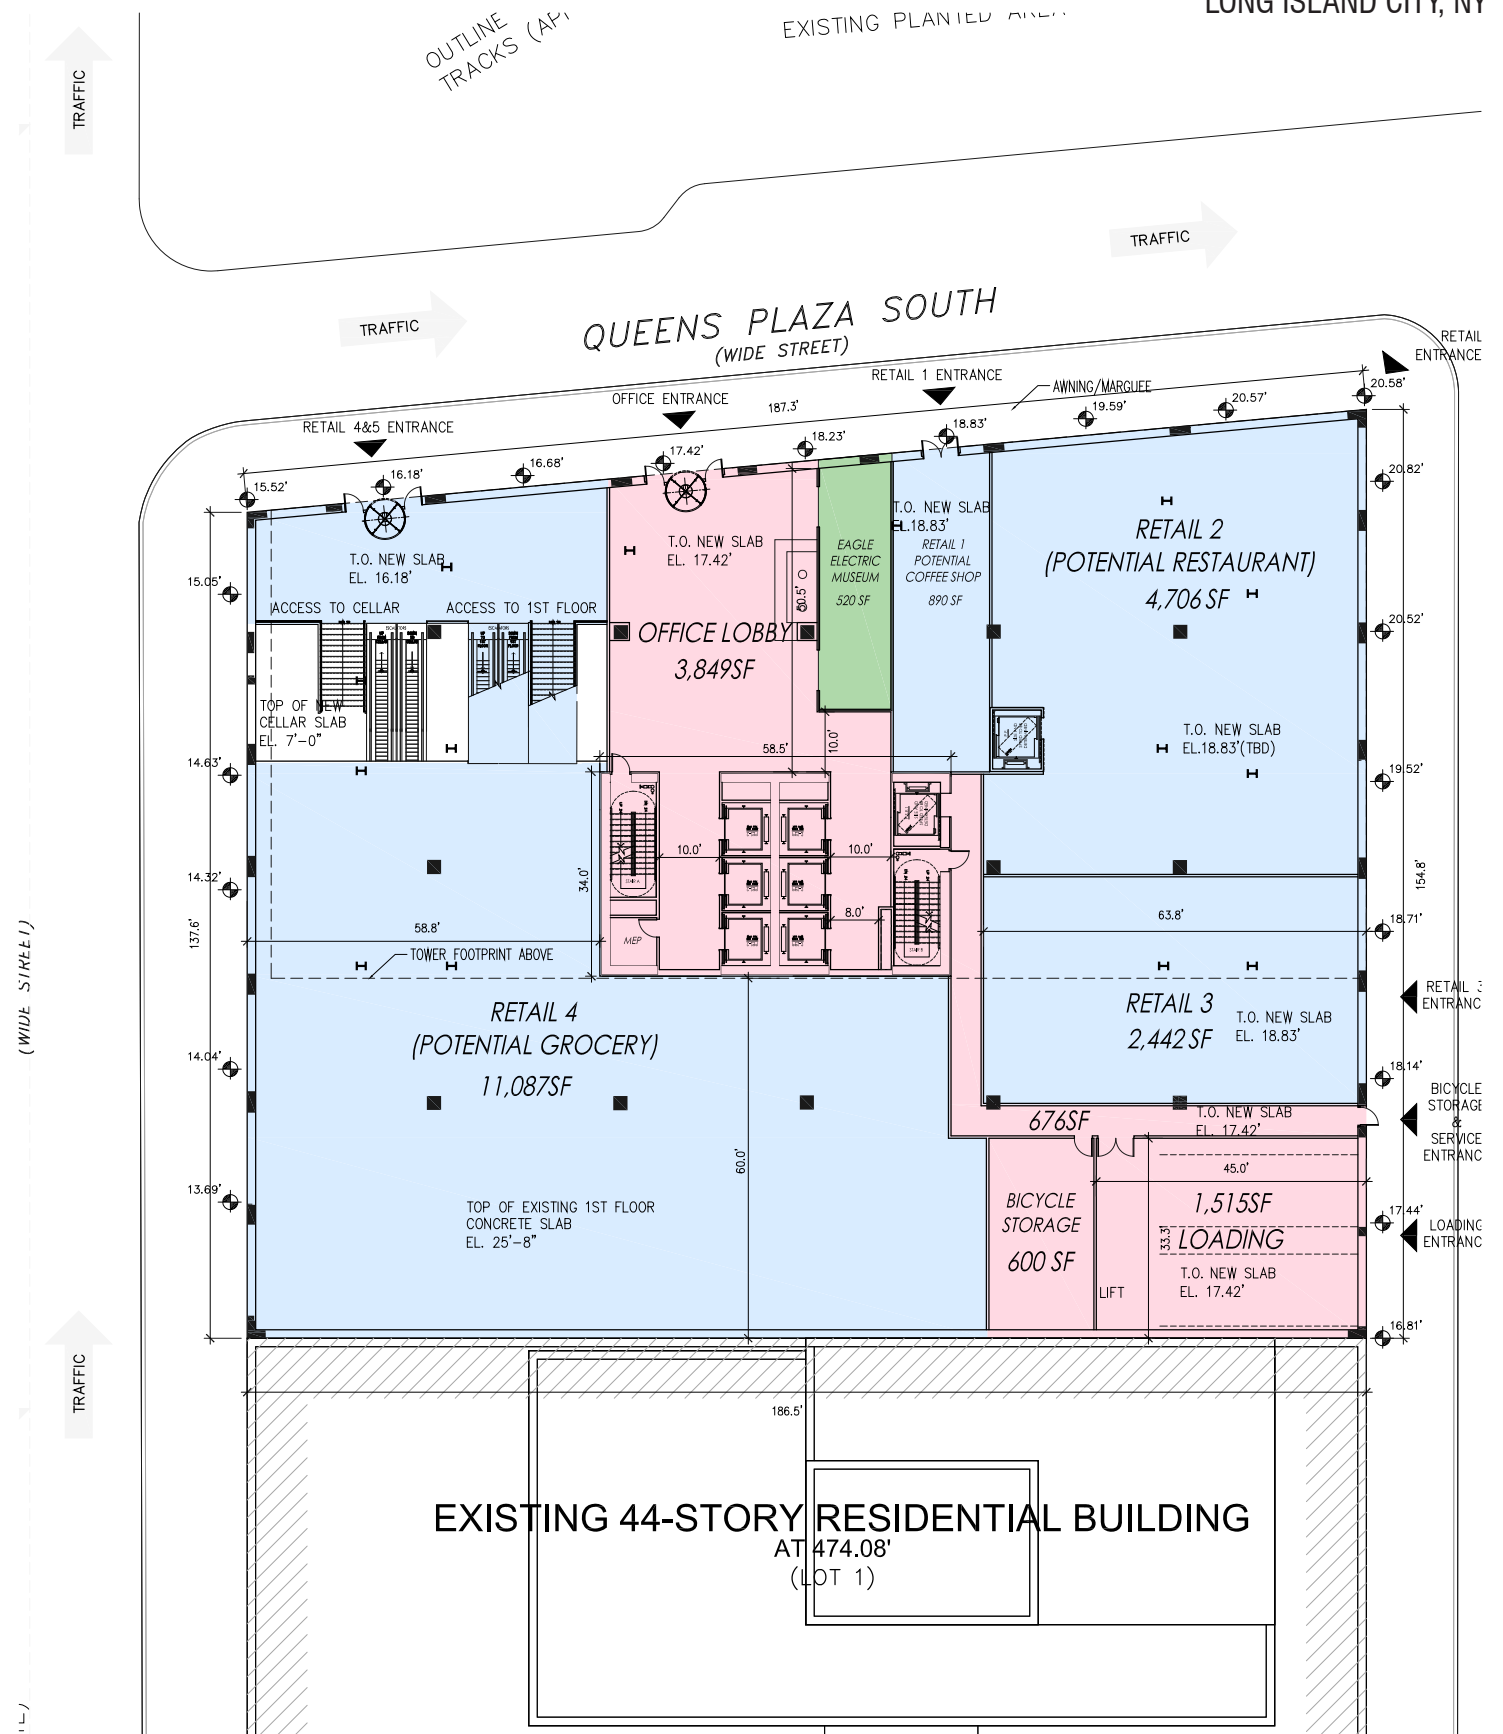 LONG ISLAND CITY, NY
OUTLINE
TRACKS
EXISTING PLANTED AREA
TRAFFIC
TRAFFIC
TRAFFIC
QUEENS PLAZA SOUTH
(WIDE STREET)
RETAIL
ENTRANCE
RETAIL 1 ENTRANCE
AWNING/MARGUEE
OFFICE ENTRANCE
187.3'
RETAIL 4&5 ENTRANCE
20.58'
20.57'
19.59'
18.83'
18.23'
17.42'
16.68'
16.18'
15.52'
20.82'
T.O. NEW SLAB
EL.18.83'
RETAIL 2
(POTENTIAL RESTAURANT)
4,706 SF
T.O. NEW SLAB
EL. 17.42'
EAGLE
ELECTRIC
MUSEUM
520 SF
RETAIL 1
POTENTIAL
COFFEE SHOP
890 SF
T.O. NEW SLAB
EL. 16.18'
15.05'
ACCESS TO CELLAR
ACCESS TO 1ST FLOOR
OFFICE LOBBY
3,849SF
20.52'
TOP OF NEW
CELLAR SLAB
EL. 7'-0"
T.O. NEW SLAB
EL.18.83'(TBD)
58.5'
10.0'
14.63'
19.52'
10.0'
10.0'
34.0'
14.32'
154.8'
8.0'
63.8'
58.8'
137.6'
18.71'
MEP
TOWER FOOTPRINT ABOVE
(WIDE STREET)
RETAIL 3
2,442 SF
T.O. NEW SLAB
EL. 18.83'
RETAIL 3
ENTRANC
RETAIL 4
(POTENTIAL GROCERY)
11,087SF
14.04'
18.14'
BICYCLE
STORAGE
&
SERVICE
ENTRANC
676SF
T.O. NEW SLAB
EL. 17.42'
60.0'
45.0'
13.69'
BICYCLE
STORAGE
600 SF
1,515SF
LOADING
33.3'
T.O. NEW SLAB
EL. 17.42'
LIFT
17.44'
LOADING
ENTRANC
TOP OF EXISTING 1ST FLOOR
CONCRETE SLAB
EL. 25'-8"
16.81'
TRAFFIC
186.5'
EXISTING 44-STORY RESIDENTIAL BUILDING
AT 474.08'
(LOT 1)